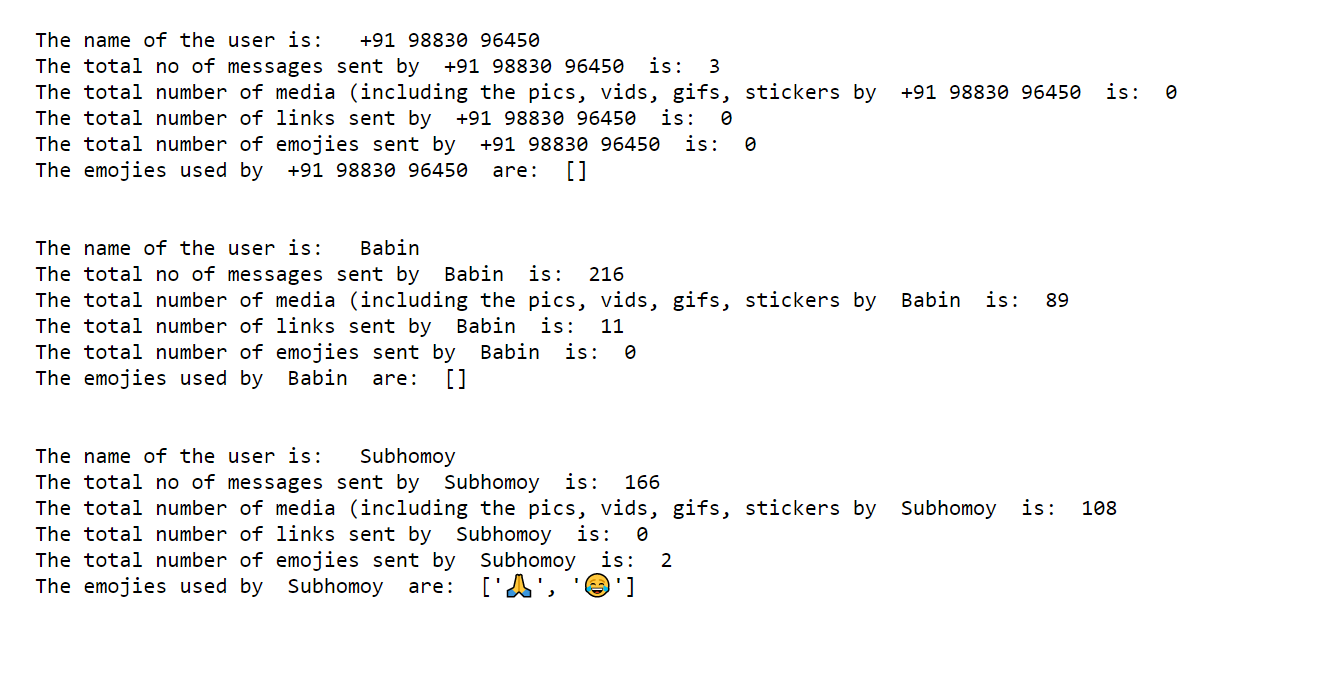 The name of the user is:   +91 98830 96450
The total no of messages sent by  +91 98830 96450  is:  3
The total number of media (including the pics, vids, gifs, stickers by  +91 98830 96450  is:  0
The total number of links sent by  +91 98830 96450  is:  0
The total number of emojies sent by  +91 98830 96450  is:  0
The emojies used by  +91 98830 96450  are:  []
The name of the user is:   Babin
The total no of messages sent by  Babin  is:  216
The total number of media (including the pics, vids, gifs, stickers by  Babin  is:  89
The total number of links sent by  Babin  is:  11
The total number of emojies sent by  Babin  is:  0
The emojies used by  Babin  are:  []
The name of the user is:   Subhomoy
The total no of messages sent by  Subhomoy  is:  166
The total number of media (including the pics, vids, gifs, stickers by  Subhomoy  is:  108
The total number of links sent by  Subhomoy  is:  0
The total number of emojies sent by  Subhomoy  is:  2
The emojies used by  Subhomoy  are:  ['🙏', '😂']